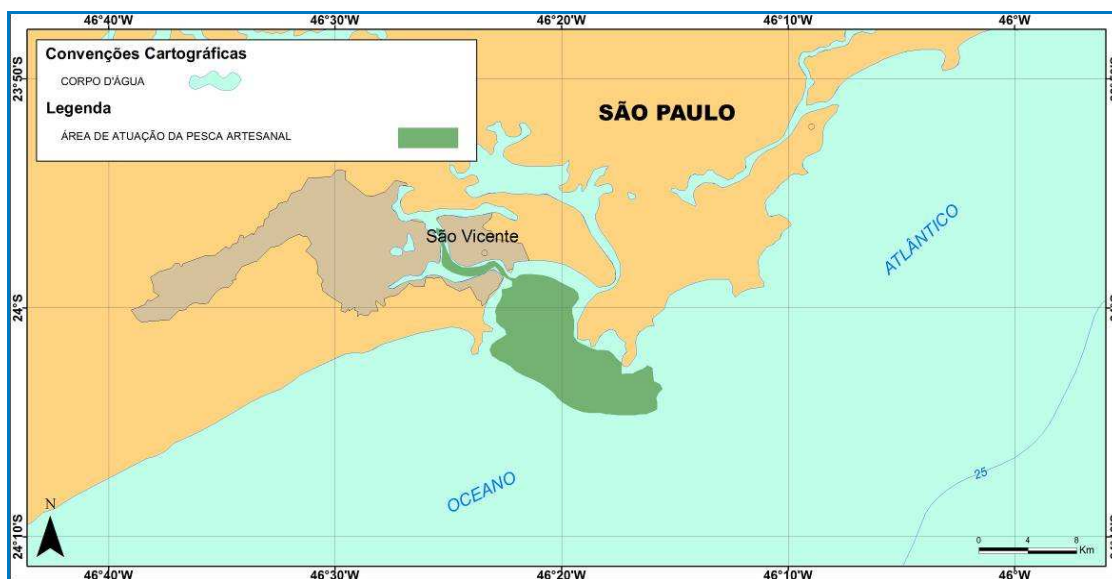 46°40'W 46°30'W 46°20'W 46°10'W 46°W
Convenções Cartográficas
CORPO D'ÁGUA
Legenda
ÁREA DE ATUAÇÃO DA PESCA ARTESANAL
SÃO PAULO
23°50'S
São Vicente
ATLÂNTICO
24°S
OCEANO
25
N
24°10'S
0 4 8
Km
46°40'W 46°30'W 46°20'W 46°10'W 46°W